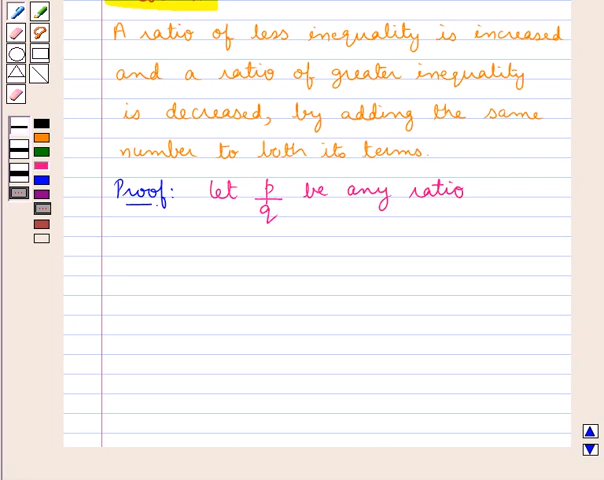 A ratio of less inequality is increased
and a ratio of greater inequality
is decreased, by adding the same
number to both its terms.
Proof: Let p/q be any ratio